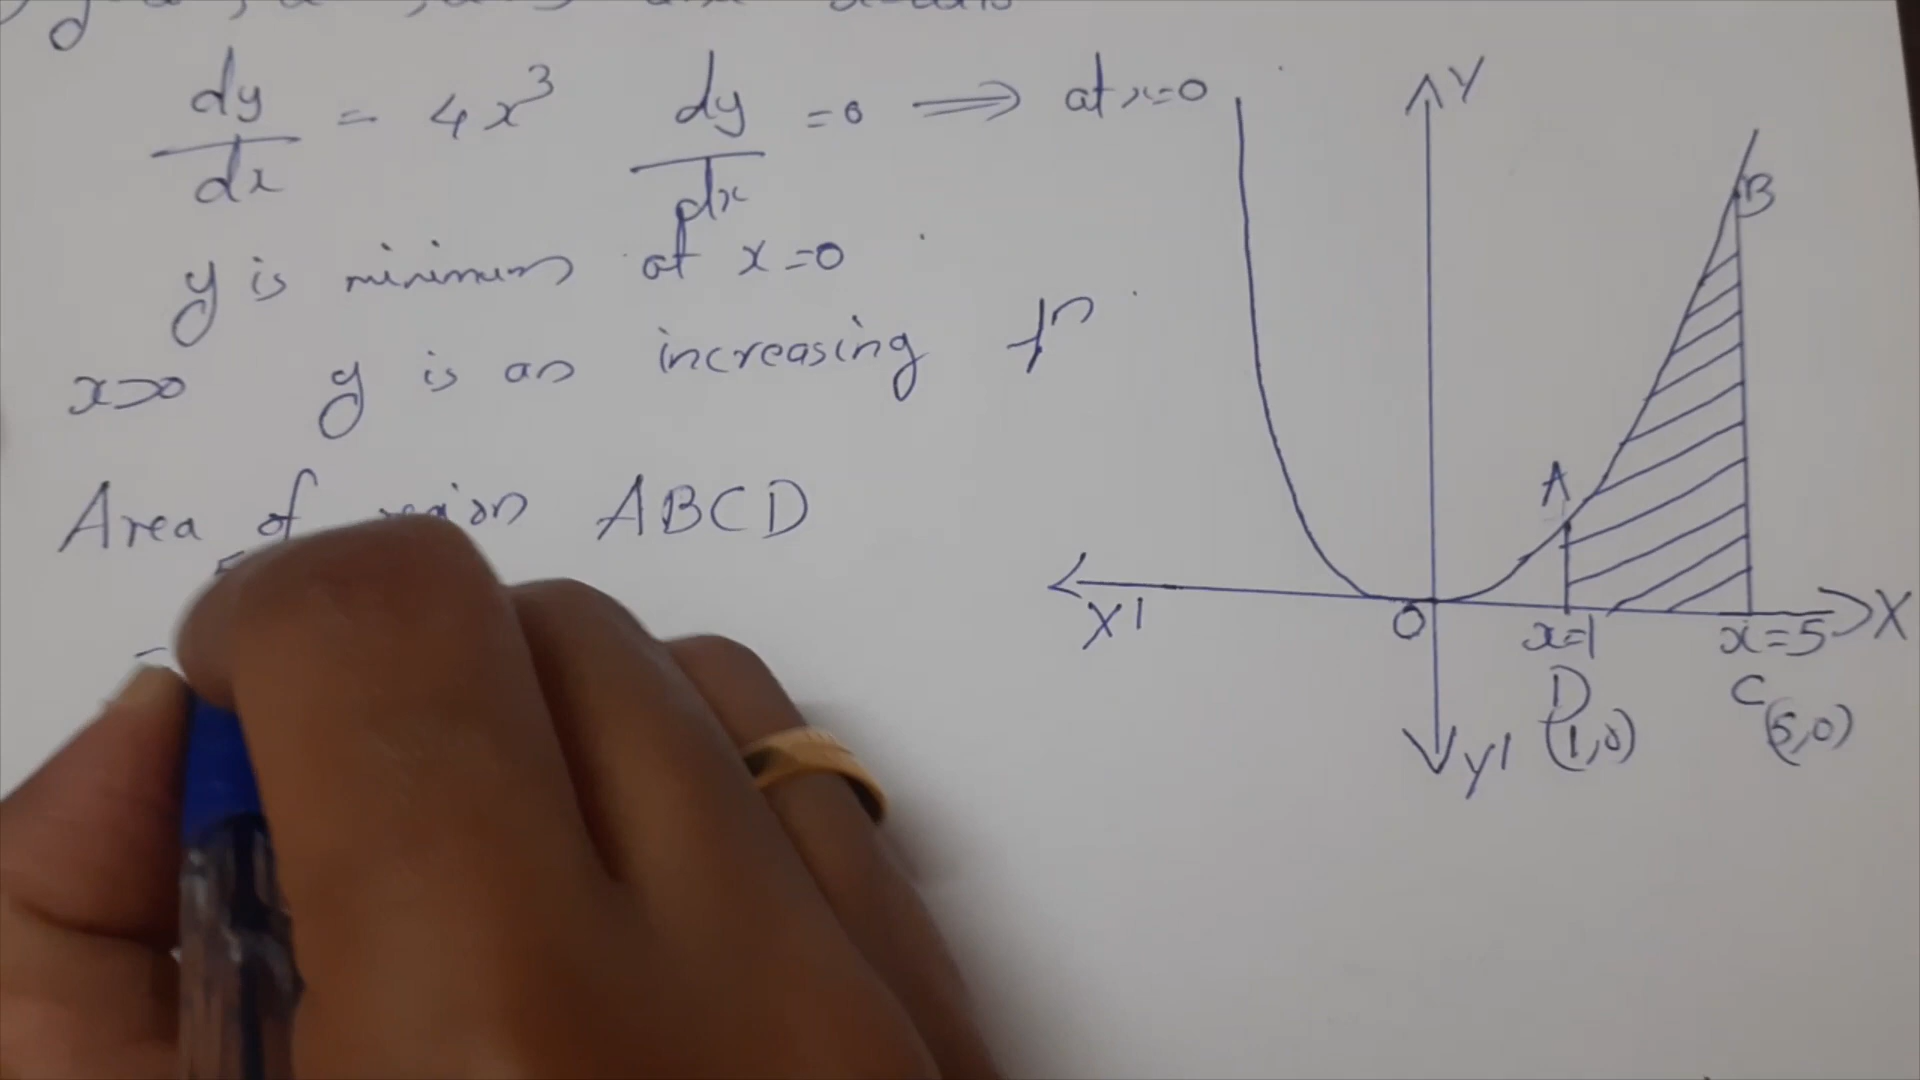 dy/dx = 4x³ dy/dx = 0 ⟹ at x=0
y is minimum at x=0
x>0 y is an increasing fn
Area of region ABCD
Y
B
A
X' O x=1 x=5 X
D C
(1,0) (5,0)
Y'